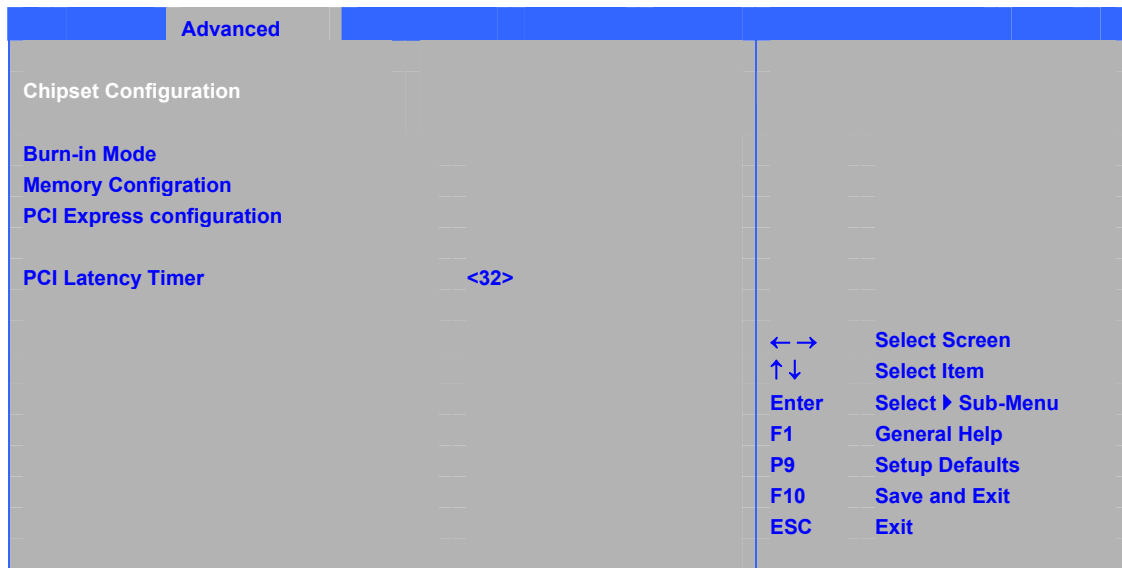 Advanced
Chipset Configuration
Burn-in Mode
Memory Configration
PCI Express configuration
PCI Latency Timer <32>
← → Select Screen
↑↓ Select Item
Enter Select ▶ Sub-Menu
F1 General Help
P9 Setup Defaults
F10 Save and Exit
ESC Exit